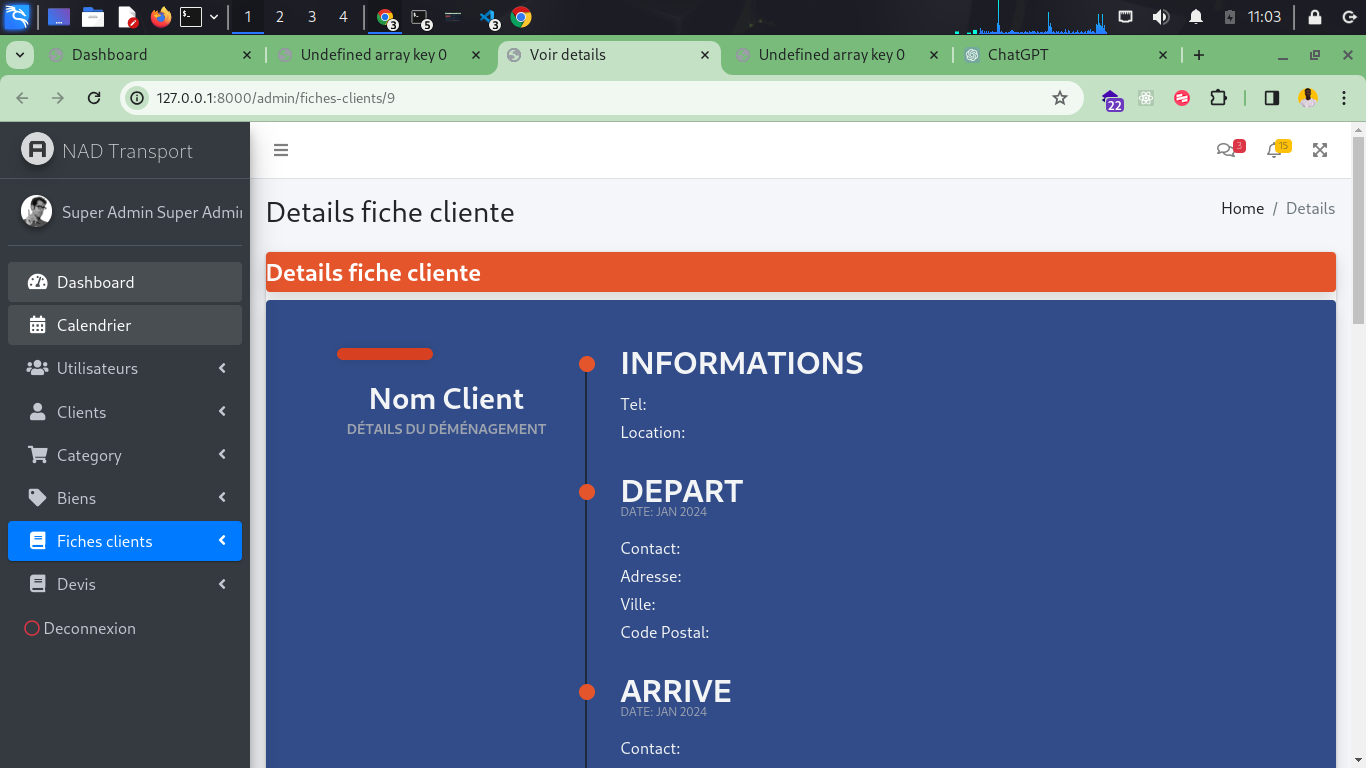 1 2 3 4 3 5 3 11:03
Dashboard Undefined array key 0 Voir details Undefined array key 0 ChatGPT
127.0.0.1:8000/admin/fiches-clients/9 22
NAD Transport 3 15
Super Admin Super Admin
Details fiche cliente Home / Details
Details fiche cliente
Dashboard
Calendrier
Utilisateurs
Clients
Category
Biens
Fiches clients
Devis
Deconnexion
Nom Client
DÉTAILS DU DÉMÉNAGEMENT
INFORMATIONS
Tel:
Location:
DEPART
DATE: JAN 2024
Contact:
Adresse:
Ville:
Code Postal:
ARRIVE
DATE: JAN 2024
Contact: